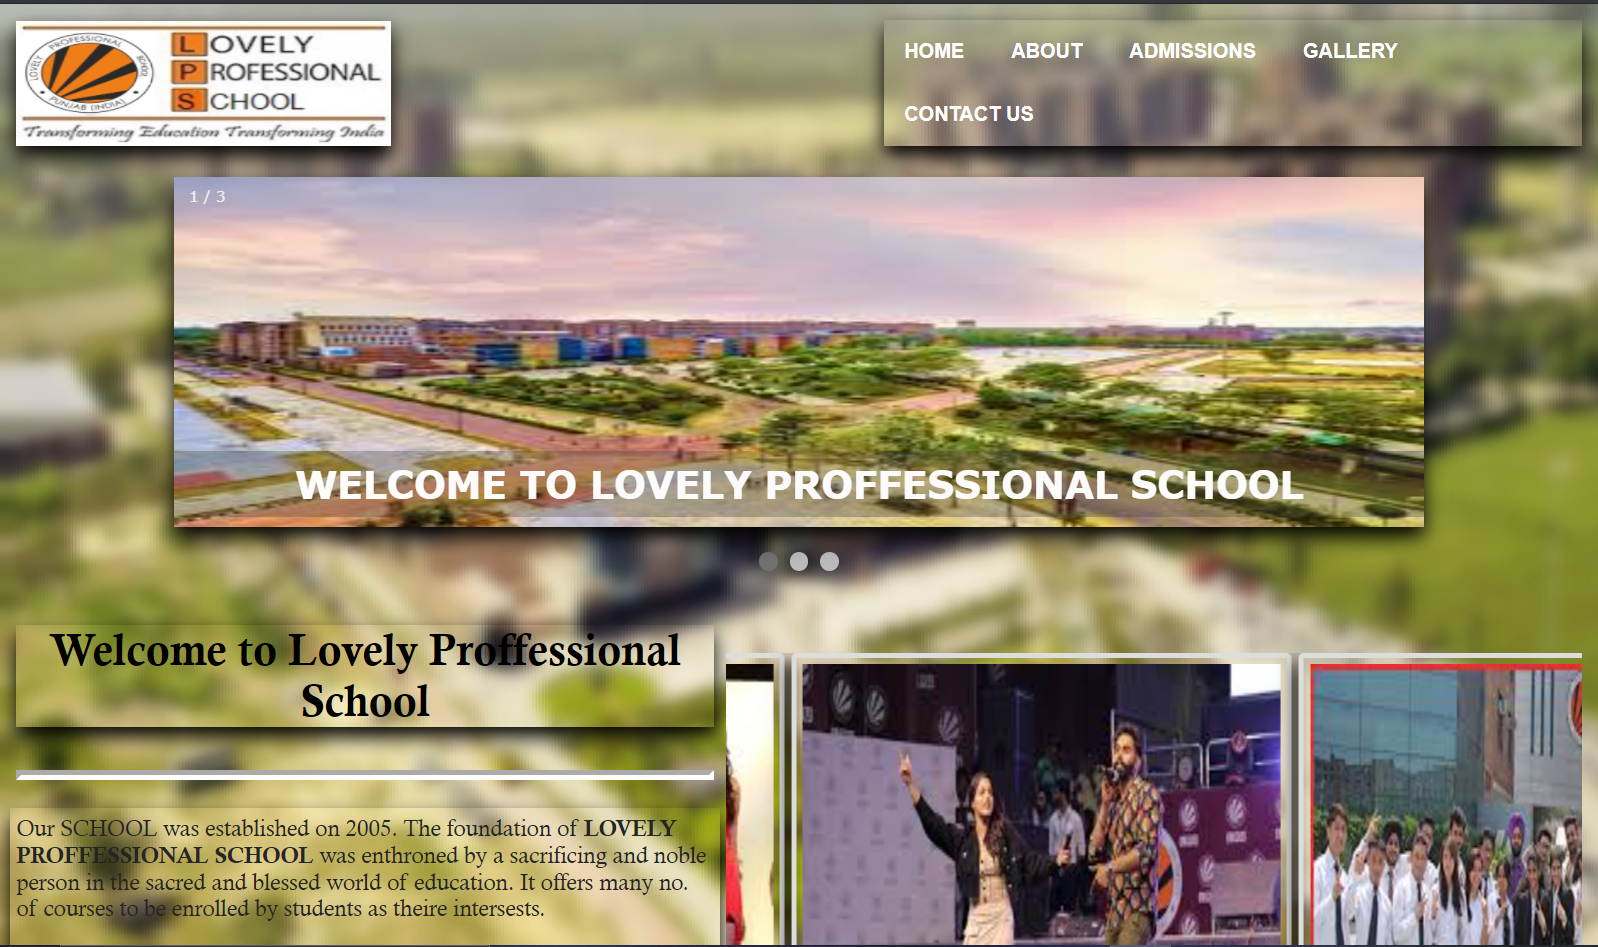 LOVELY PROFESSIONAL SCHOOL
PUNJAB (INDIA)
LOVELY
PROFESSIONAL
SCHOOL
Transforming Education Transforming India
HOME ABOUT ADMISSIONS GALLERY
CONTACT US
1 / 3
WELCOME TO LOVELY PROFFESSIONAL SCHOOL
Welcome to Lovely Proffessional
School
Our SCHOOL was established on 2005. The foundation of LOVELY
PROFFESSIONAL SCHOOL was enthroned by a sacrificing and noble
person in the sacred and blessed world of education. It offers many no.
of courses to be enrolled by students as theire intersests.